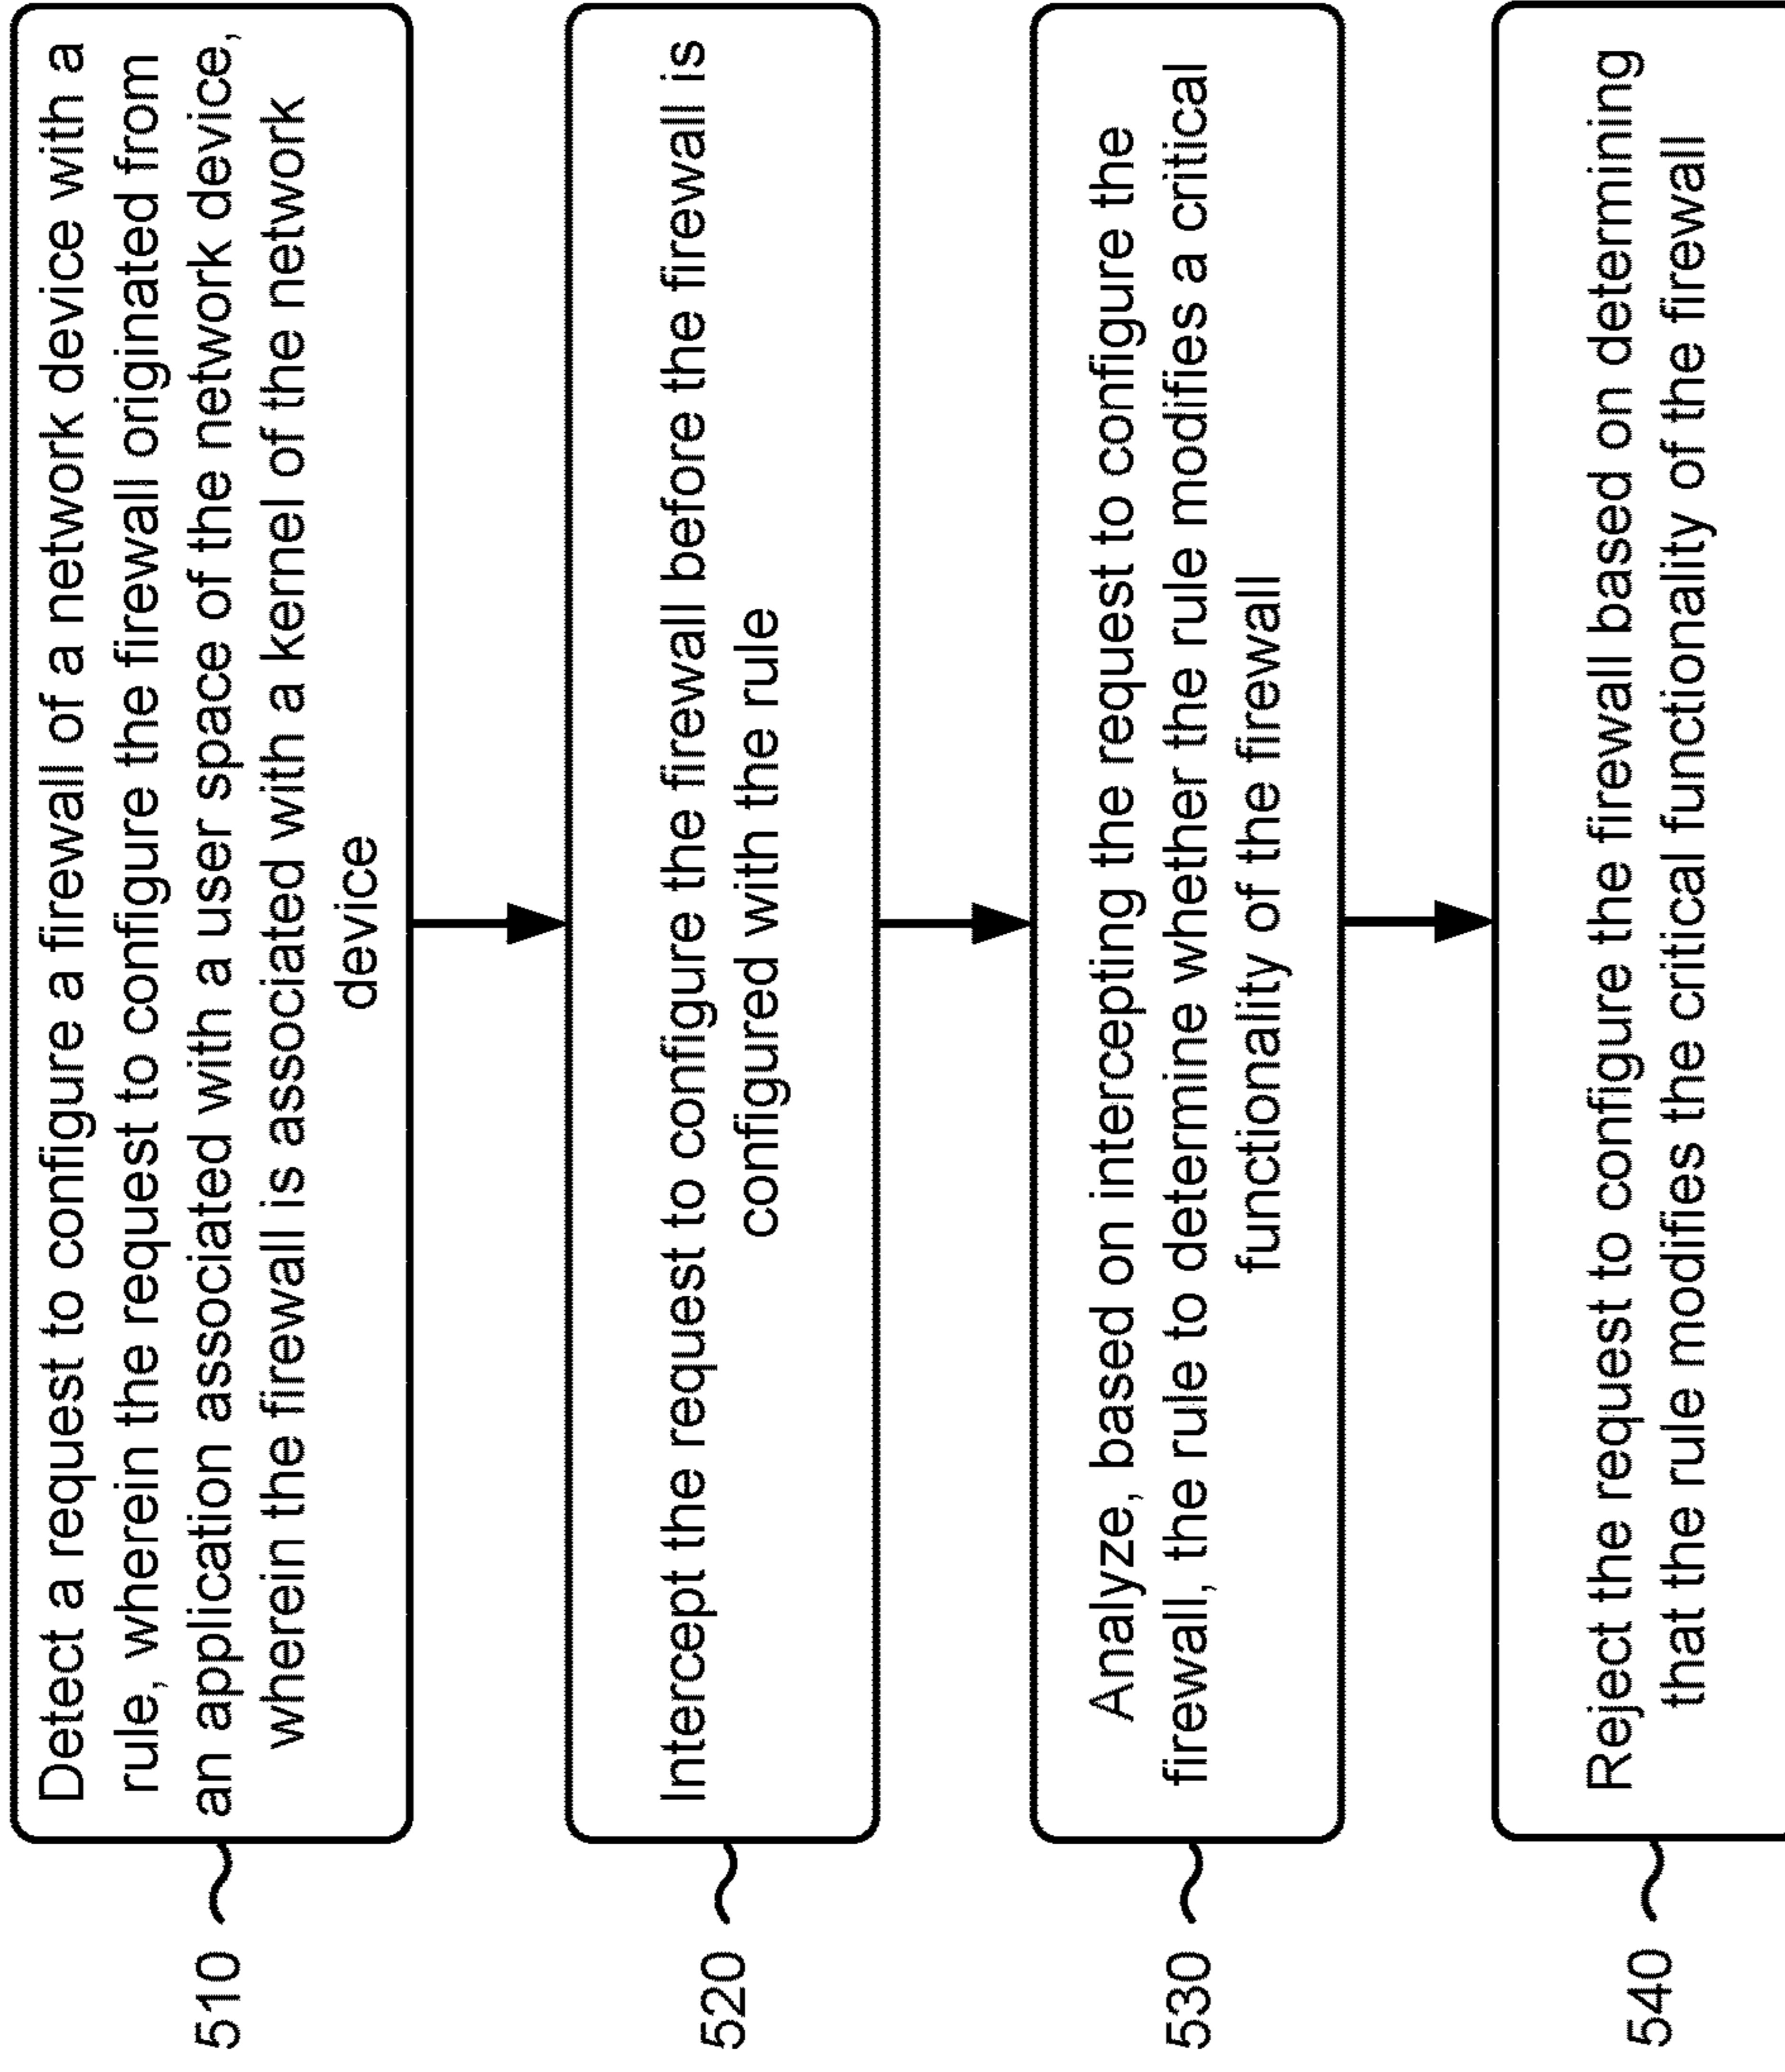 510
Detect a request to configure a firewall of a network device with a
rule, wherein the request to configure the firewall originated from
an application associated with a user space of the network device,
wherein the firewall is associated with a kernel of the network
device
520
Intercept the request to configure the firewall before the firewall is
configured with the rule
530
Analyze, based on intercepting the request to configure the
firewall, the rule to determine whether the rule modifies a critical
functionality of the firewall
540
Reject the request to configure the firewall based on determining
that the rule modifies the critical functionality of the firewall